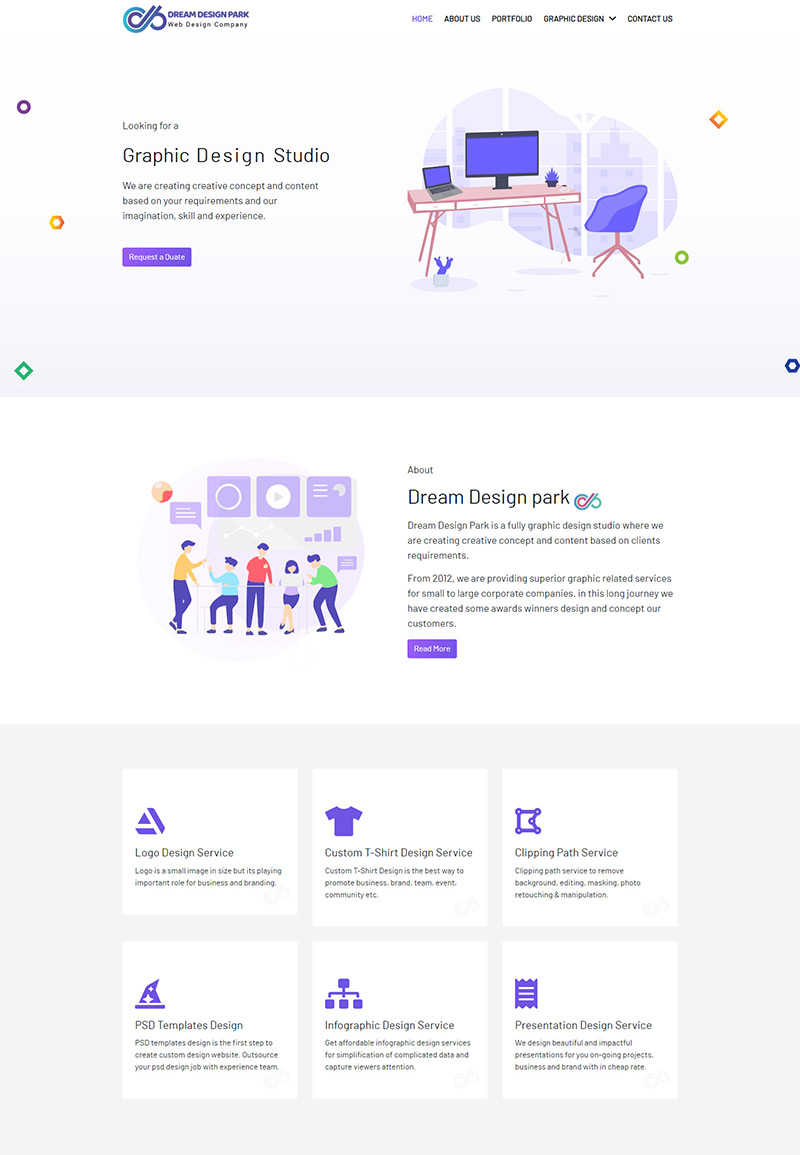 DREAM DESIGN PARK
Web Design Company
HOME ABOUT US PORTFOLIO GRAPHIC DESIGN CONTACT US
Looking for a
Graphic Design Studio
We are creating creative concept and content
based on your requirements and our
imagination, skill and experience.
Request a Quate
About
Dream Design park
Dream Design Park is a fully graphic design studio where we
are creating creative concept and content based on clients
requirements.
From 2012, we are providing superior graphic related services
for small to large corporate companies. in this long journey we
have created some awards winners design and concept our
customers.
Read More
Logo Design Service
Logo is a small image in size but its playing
important role for business and branding.
Custom T-Shirt Design Service
Custom T-Shirt Design is the best way to
promote business, brand, team, event,
community etc.
Clipping Path Service
Clipping path service to remove
background, editing, masking, photo
retouching & manipulation.
PSD Templates Design
PSD templates design is the first step to
create custom design website. Outsource
your psd design job with experience team.
Infographic Design Service
Get affordable infographic design services
for simplification of complicated data and
capture viewers attention.
Presentation Design Service
We design beautiful and impactful
presentations for you on-going projects,
business and brand with in cheap rate.